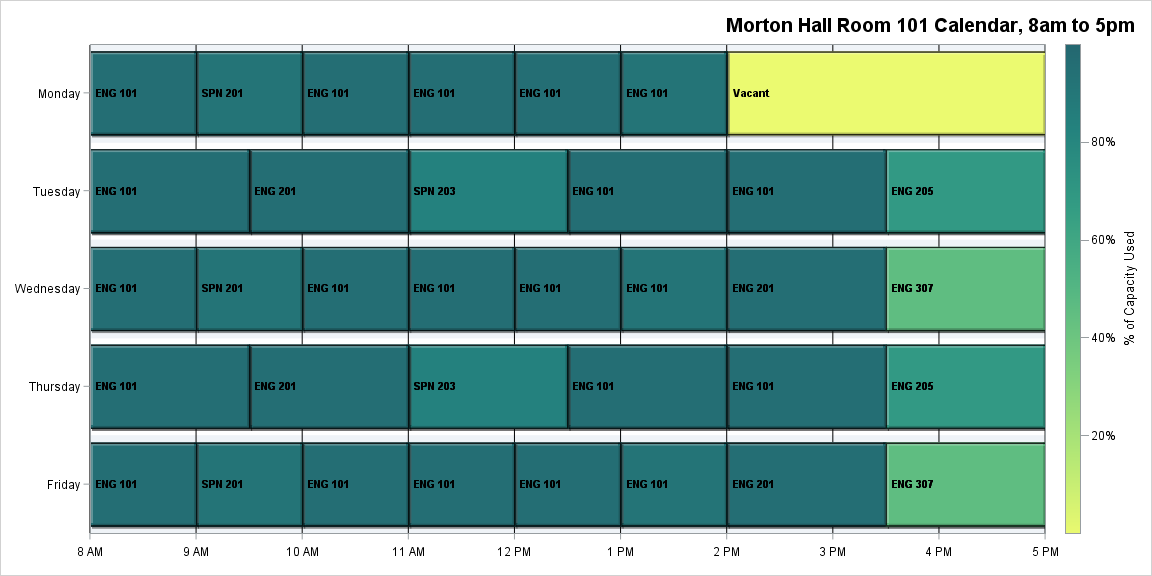 Morton Hall Room 101 Calendar, 8am to 5pm
Monday ENG 101 SPN 201 ENG 101 ENG 101 ENG 101 ENG 101 Vacant
80%
Tuesday ENG 101 ENG 201 SPN 203 ENG 101 ENG 101 ENG 205
60%
Wednesday ENG 101 SPN 201 ENG 101 ENG 101 ENG 101 ENG 101 ENG 201 ENG 307
% of Capacity Used
40%
Thursday ENG 101 ENG 201 SPN 203 ENG 101 ENG 101 ENG 205
20%
Friday ENG 101 SPN 201 ENG 101 ENG 101 ENG 101 ENG 101 ENG 201 ENG 307
8 AM 9 AM 10 AM 11 AM 12 PM 1 PM 2 PM 3 PM 4 PM 5 PM